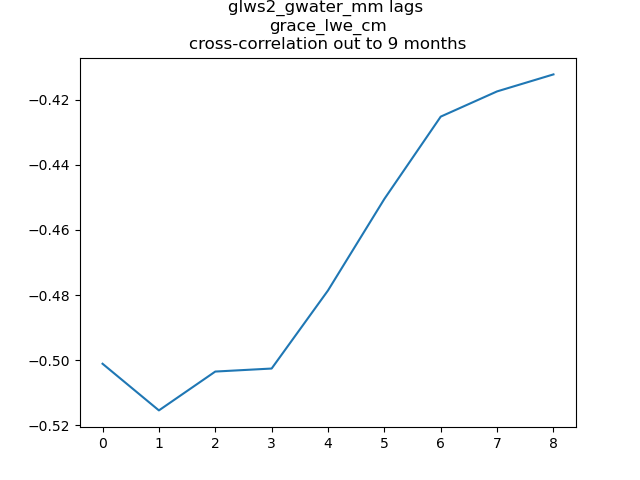 glws2_gwater_mm lags
grace_lwe_cm
cross-correlation out to 9 months
−0.42
−0.44
−0.46
−0.48
−0.50
−0.52
0 1 2 3 4 5 6 7 8